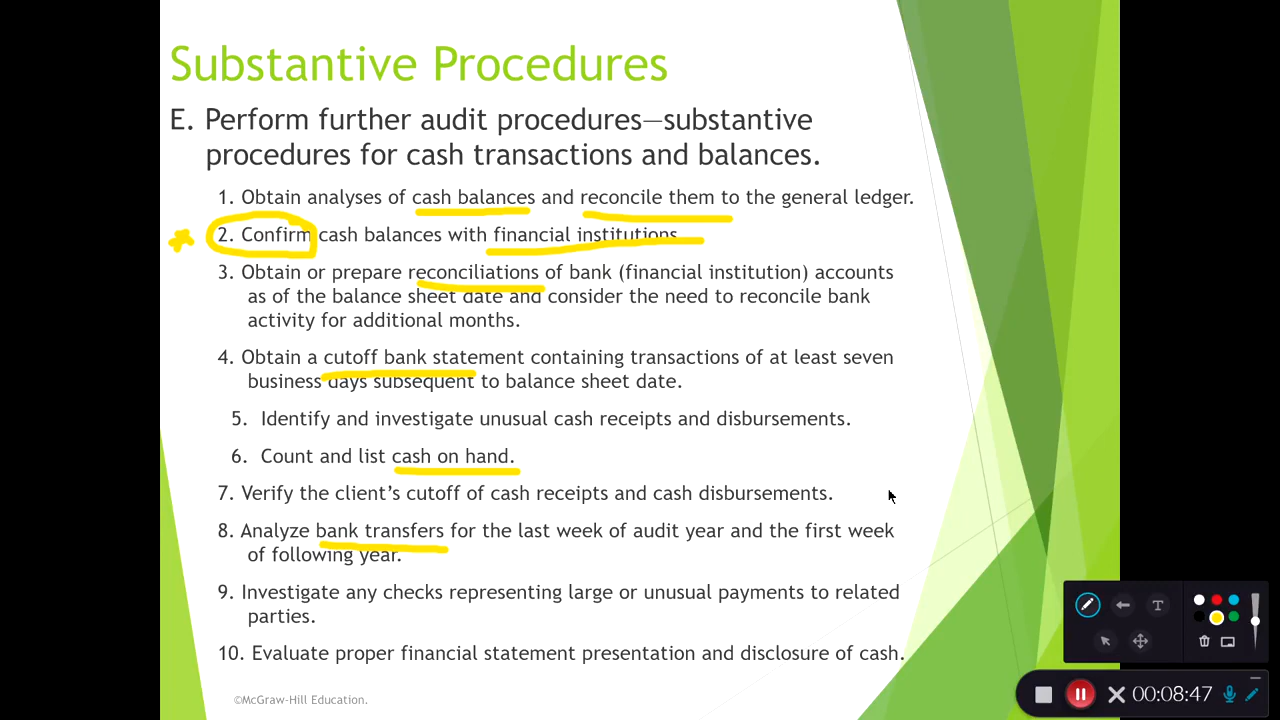 Substantive Procedures
E. Perform further audit procedures—substantive
procedures for cash transactions and balances.
1. Obtain analyses of cash balances and reconcile them to the general ledger.
2. Confirm cash balances with financial institutions.
3. Obtain or prepare reconciliations of bank (financial institution) accounts
as of the balance sheet date and consider the need to reconcile bank
activity for additional months.
4. Obtain a cutoff bank statement containing transactions of at least seven
business days subsequent to balance sheet date.
5. Identify and investigate unusual cash receipts and disbursements.
6. Count and list cash on hand.
7. Verify the client’s cutoff of cash receipts and cash disbursements.
8. Analyze bank transfers for the last week of audit year and the first week
of following year.
9. Investigate any checks representing large or unusual payments to related
parties.
10. Evaluate proper financial statement presentation and disclosure of cash.
©McGraw-Hill Education.
T
00:08:47